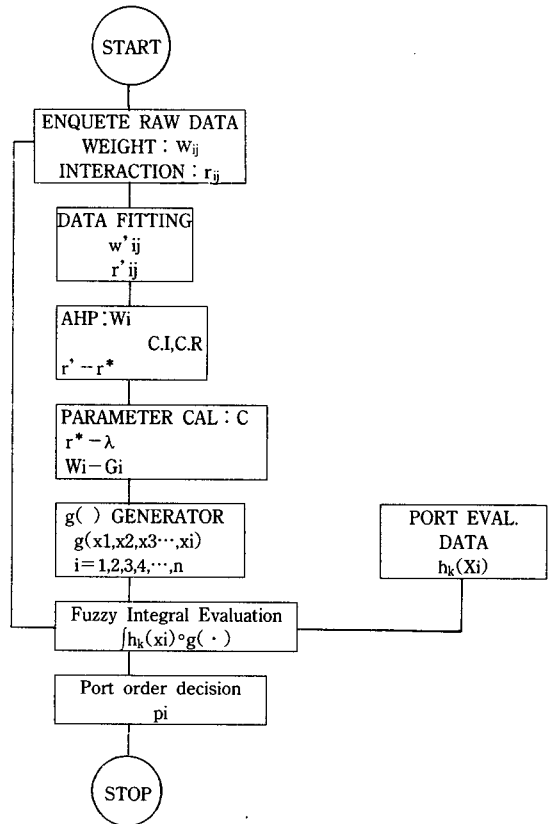 START
ENQUETE RAW DATA
WEIGHT : Wij
INTERACTION : rij
DATA FITTING
w' ij
r' ij
AHP : Wi
C.I,C.R
r' − r*
PARAMETER CAL : C
r* − λ
Wi − Gi
g( ) GENERATOR
g(x1,x2,x3⋯,xi)
i=1,2,3,4,⋯,n
PORT EVAL.
DATA
hk(Xi)
Fuzzy Integral Evaluation
∫hk(xi)∘g( · )
Port order decision
pi
STOP